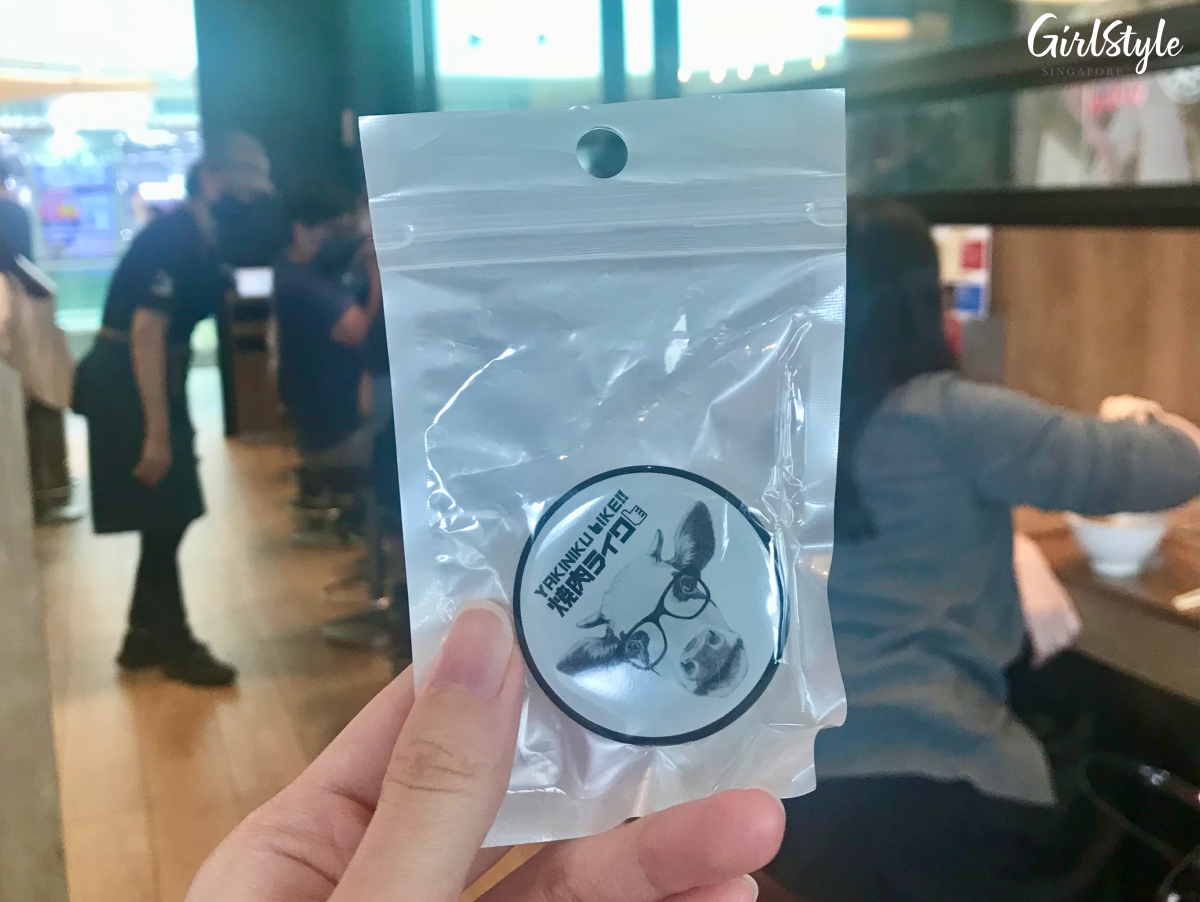 GirlStyle
SINGAPORE
YAKINIKU LIKE!!
焼肉ライク